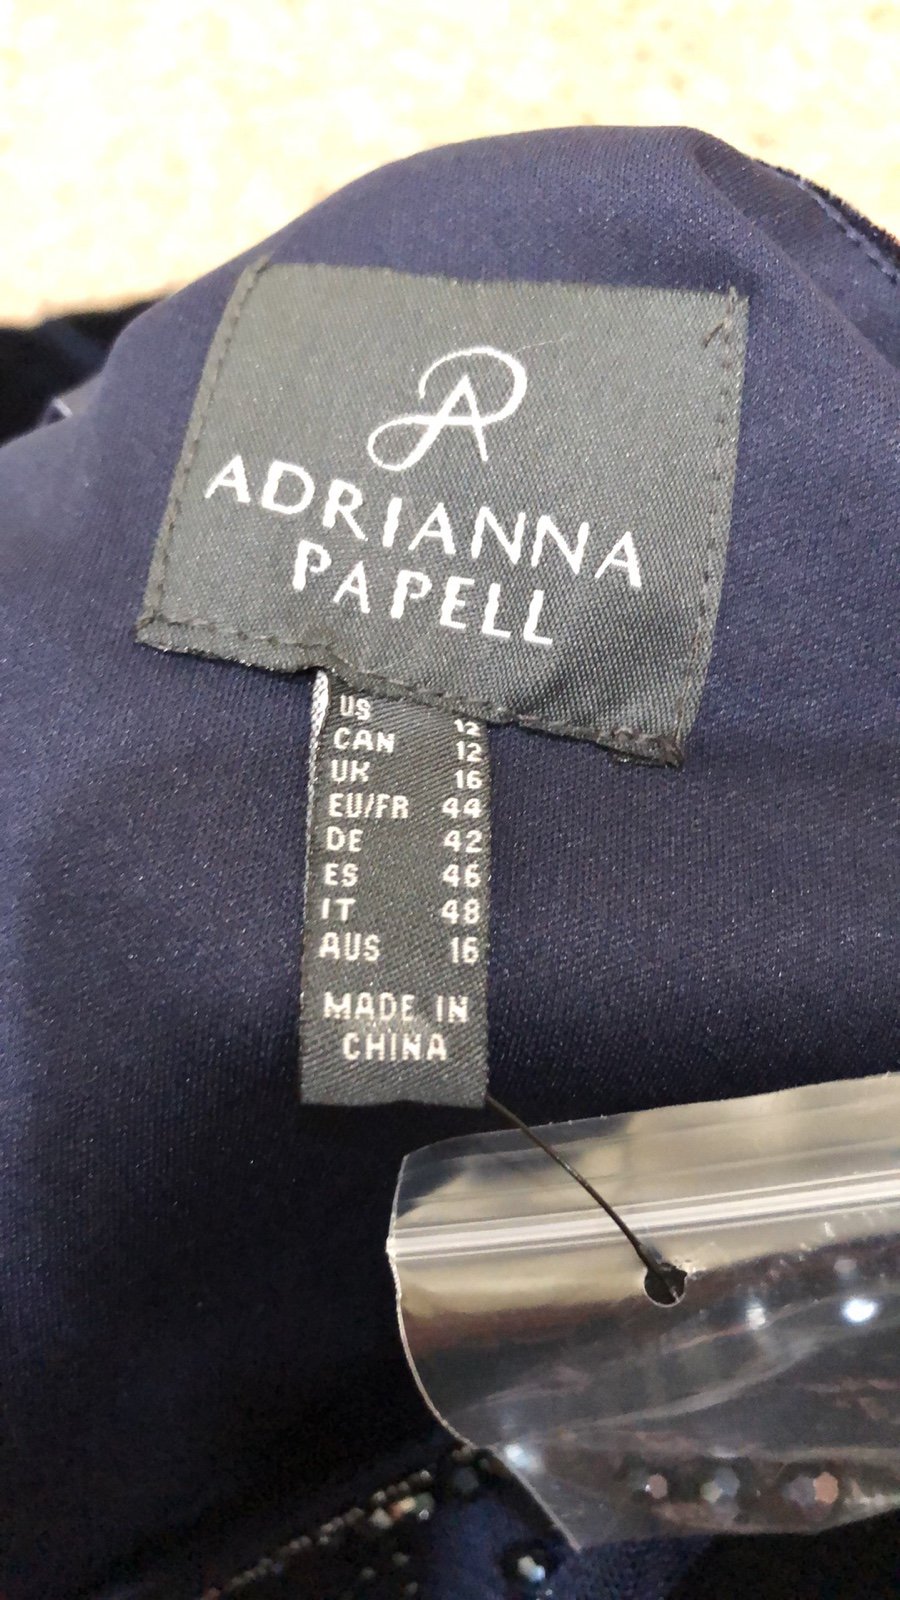 ADRIANNA
PAPELL
US 12
CAN 12
UK 16
EU/FR 44
DE 42
ES 46
IT 48
AUS 16
MADE IN
CHINA